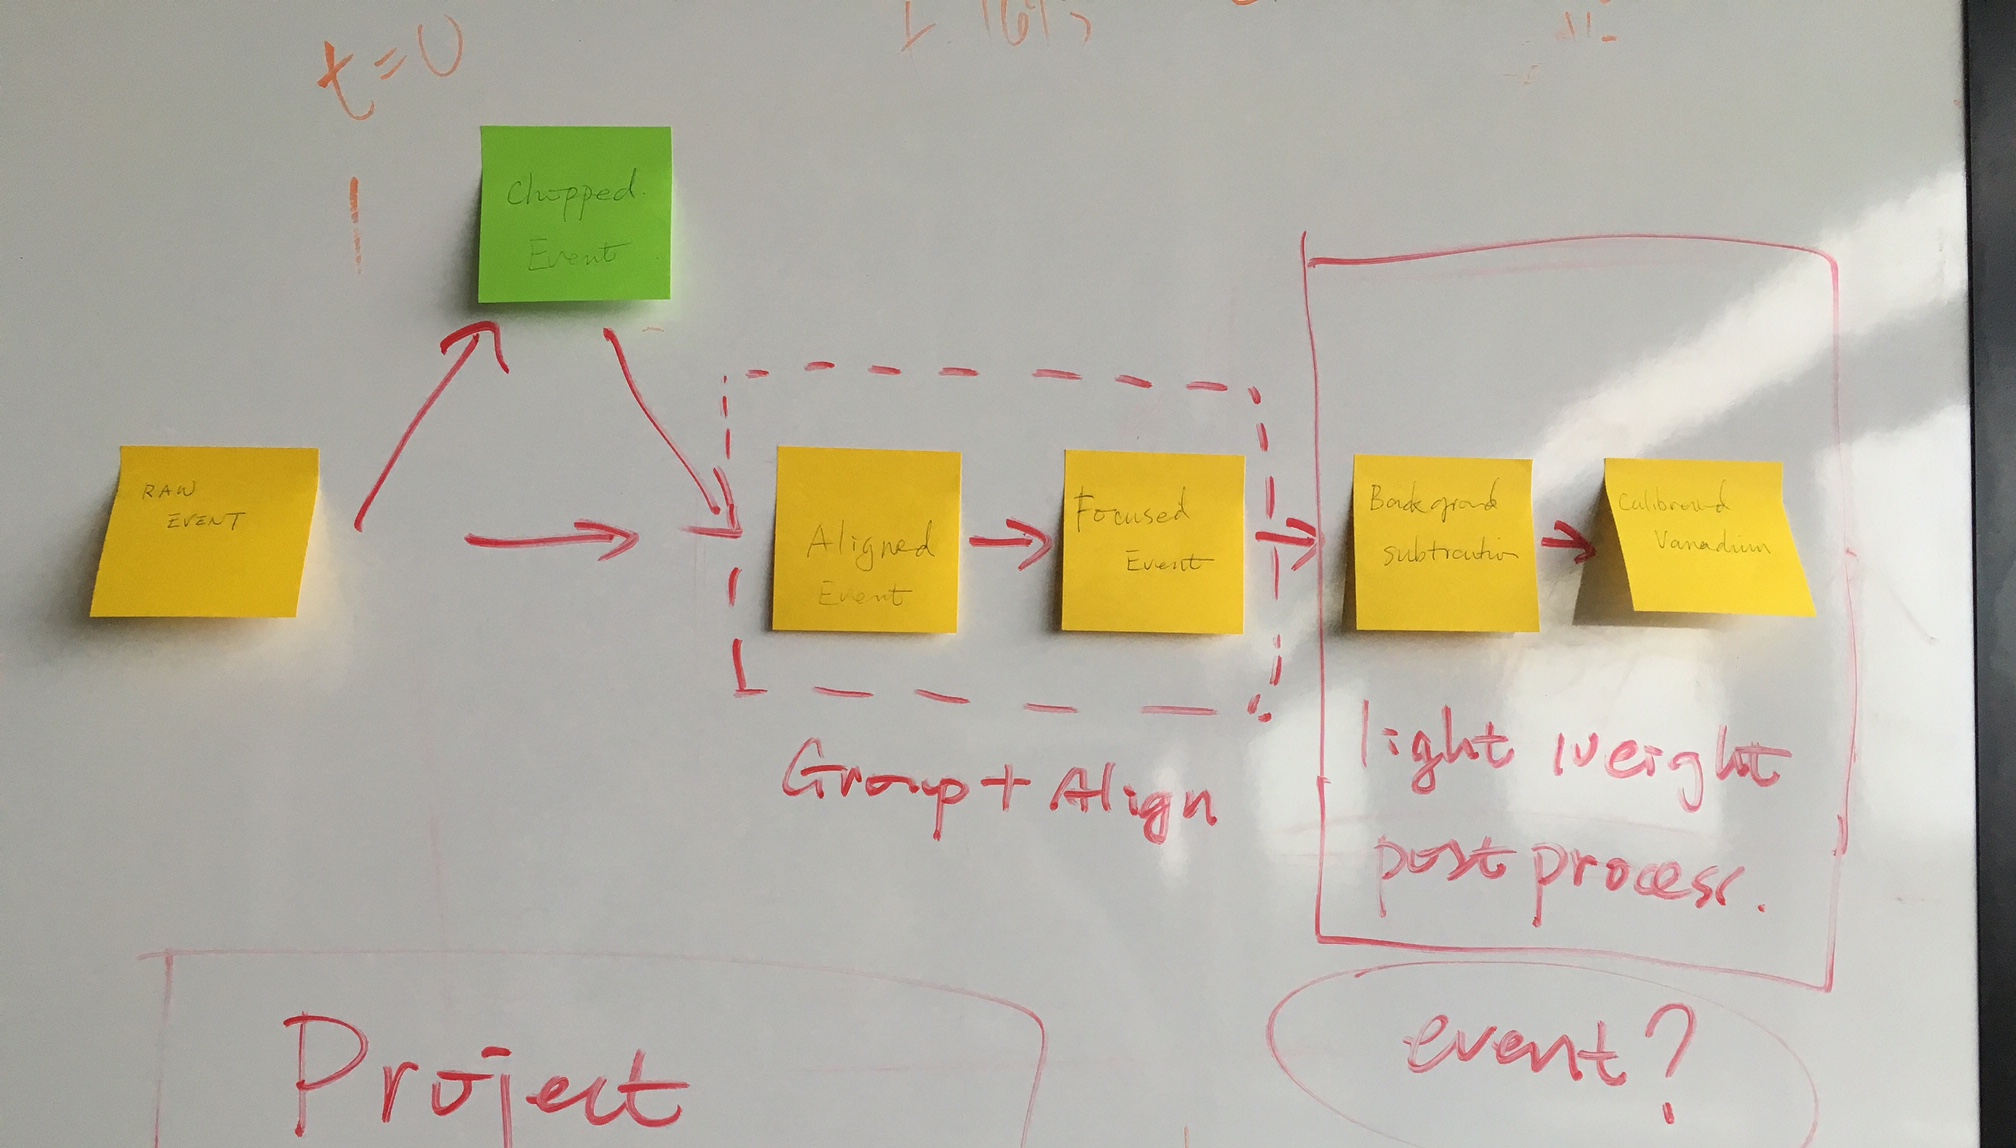 t=0
Chopped
Event
RAW
EVENT
Aligned
Event
Focused
Event
Background
subtraction
Calibrated
Vanadium
Group + Align
light weight
post process.
Project
event?